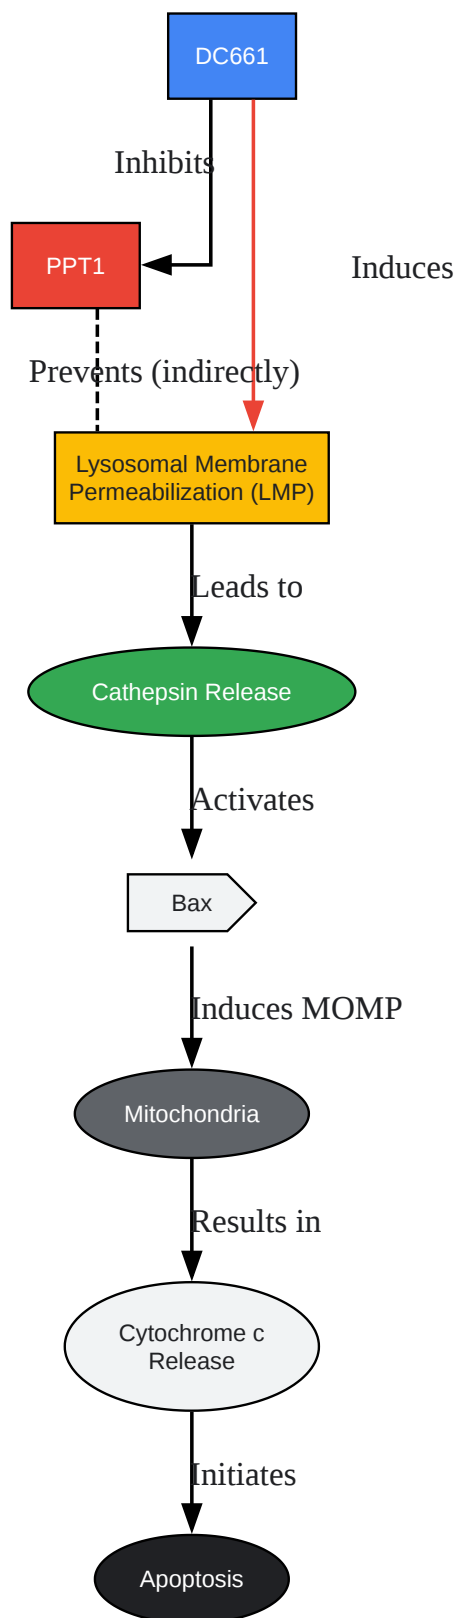 DC661
Inhibits
PPT1
Induces
Prevents (indirectly)
Lysosomal Membrane
Permeabilization (LMP)
Leads to
Cathepsin Release
Activates
Bax
Induces MOMP
Mitochondria
Results in
Cytochrome c
Release
Initiates
Apoptosis